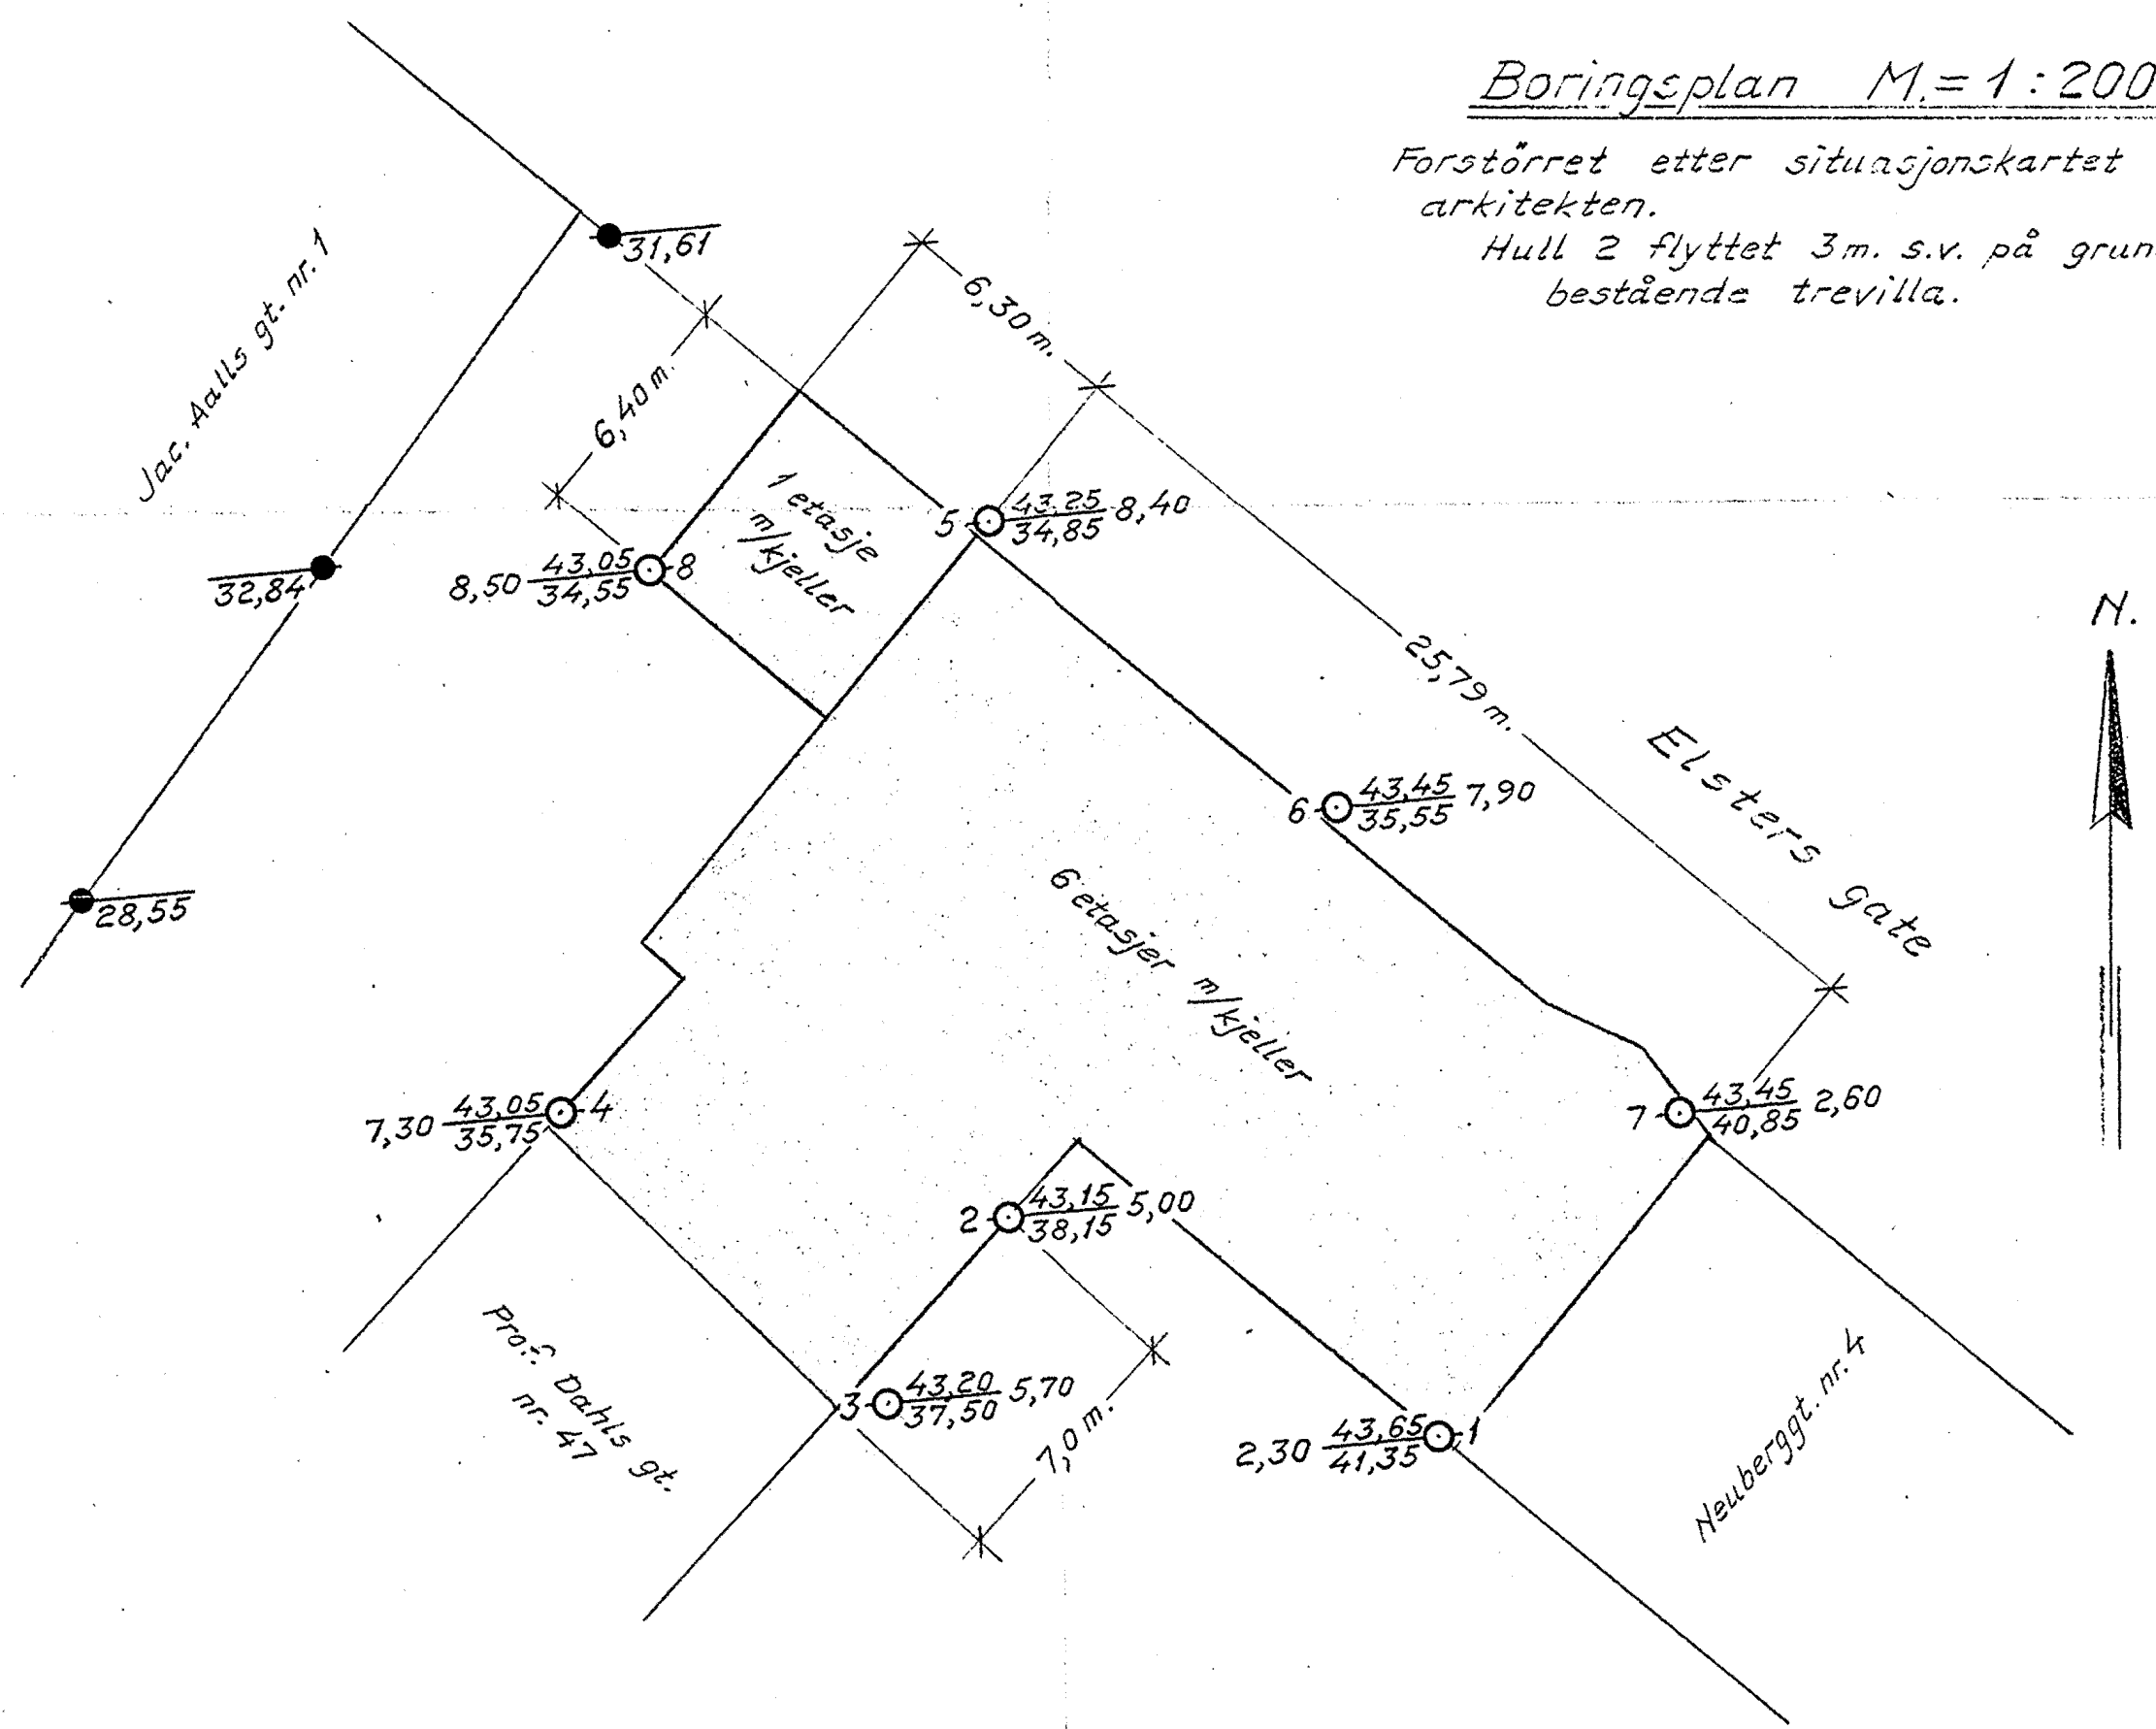 Boringsplan M.= 1 : 200
Forstörret etter situasjonskartet
arkitekten.
Hull 2 flyttet 3m. s.v. på grun
bestående trevilla.
Jac. Aalls gt. nr. 1
31,61
6,30 m.
6,40 m.
1 etasje
m/kjeller
5 43,25 8,40
34,85
8,50 43,05 8
34,55
32,84
N.
25,79 m.
Elsters gate
6 43,45 7,90
35,55
28,55
6 etasjer m/kjeller
7,30 43,05 4
35,75
7 43,45 2,60
40,85
2 43,15 5,00
38,15
Prof. Dahls gt.
nr. 47
3 43,20 5,70
37,50
7,0 m.
2,30 43,65 1
41,35
Neuberggt. nr. 4